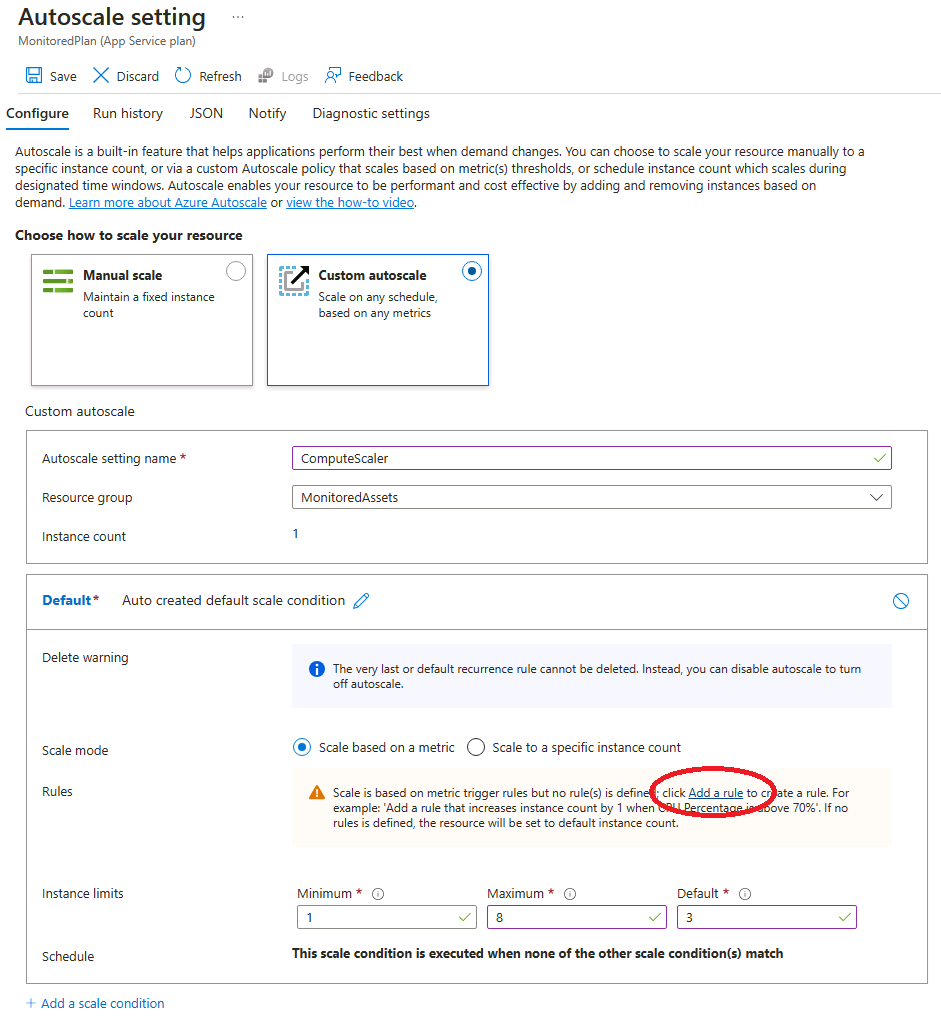 Autoscale setting ...
MonitoredPlan (App Service plan)
Save Discard Refresh Logs Feedback
Configure Run history JSON Notify Diagnostic settings
Autoscale is a built-in feature that helps applications perform their best when demand changes. You can choose to scale your resource manually to a
specific instance count, or via a custom Autoscale policy that scales based on metric(s) thresholds, or schedule instance count which scales during
designated time windows. Autoscale enables your resource to be performant and cost effective by adding and removing instances based on
demand. Learn more about Azure Autoscale or view the how-to video.
Choose how to scale your resource
Manual scale
Maintain a fixed instance
count
Custom autoscale
Scale on any schedule,
based on any metrics
Custom autoscale
Autoscale setting name * ComputeScaler
Resource group MonitoredAssets
Instance count 1
Default* Auto created default scale condition
Delete warning
The very last or default recurrence rule cannot be deleted. Instead, you can disable autoscale to turn
off autoscale.
Scale mode Scale based on a metric Scale to a specific instance count
Rules
Scale is based on metric trigger rules but no rule(s) is defined; click Add a rule to create a rule. For
example: 'Add a rule that increases instance count by 1 when CPU Percentage is above 70%'. If no
rules is defined, the resource will be set to default instance count.
Instance limits Minimum * Maximum * Default *
1 8 3
Schedule This scale condition is executed when none of the other scale condition(s) match
+ Add a scale condition